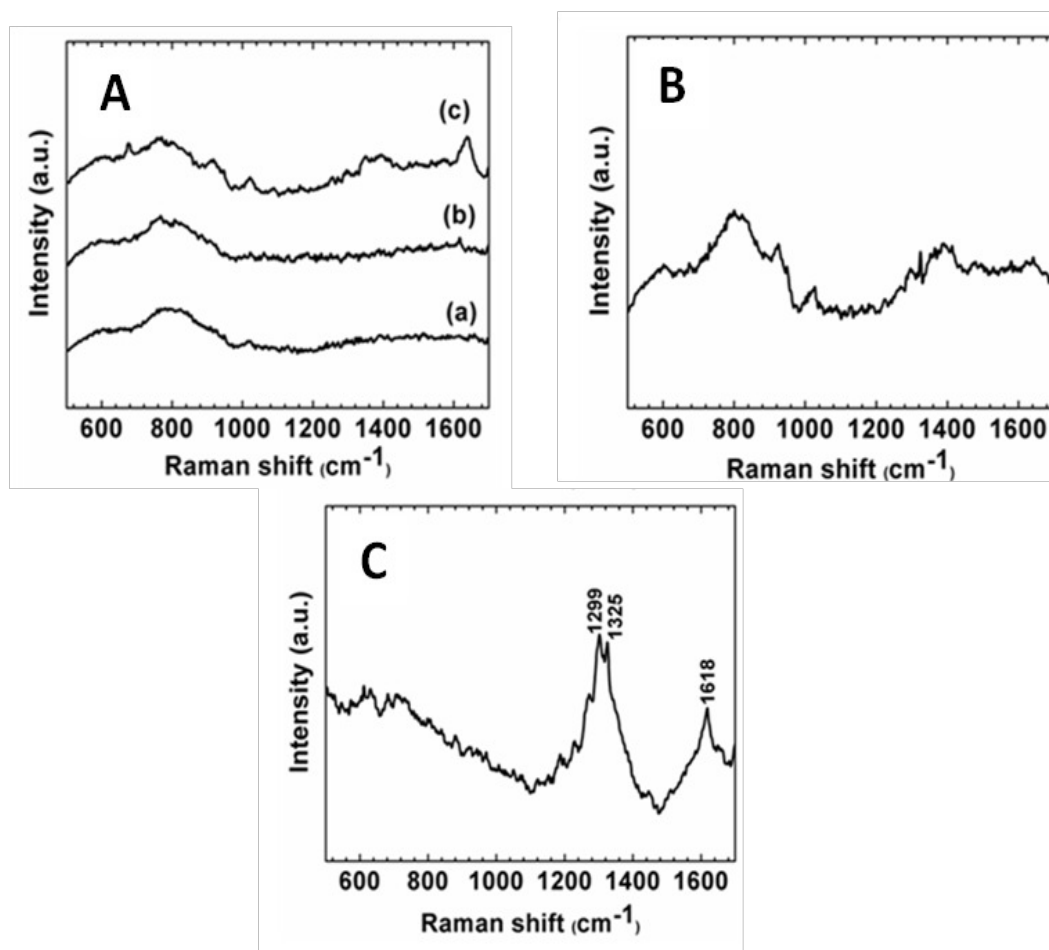 A
(c)
(b)
(a)
Intensity (a.u.)
600 800 1000 1200 1400 1600
Raman shift (cm-1)
B
Intensity (a.u.)
600 800 1000 1200 1400 1600
Raman shift (cm-1)
C
1299
1325
1618
Intensity (a.u.)
600 800 1000 1200 1400 1600
Raman shift (cm-1)